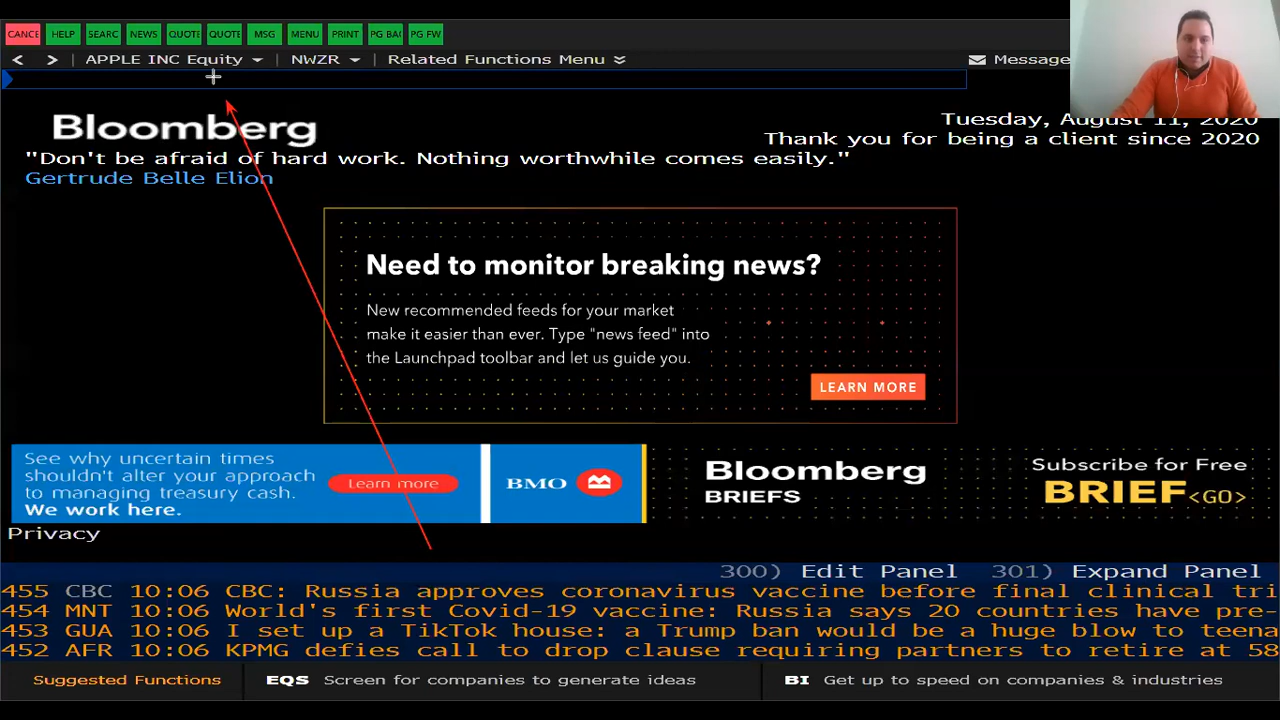 CANCE HELP SEARC NEWS QUOTE QUOTE MSG MENU PRINT PG BAC PG FW
< > APPLE INC Equity NWZR Related Functions Menu Message
Bloomberg
Tuesday, August 11, 2020
Thank you for being a client since 2020
"Don't be afraid of hard work. Nothing worthwhile comes easily."
Gertrude Belle Elion
Need to monitor breaking news?
New recommended feeds for your market
make it easier than ever. Type "news feed" into
the Launchpad toolbar and let us guide you.
LEARN MORE
See why uncertain times
shouldn't alter your approach
to managing treasury cash.
We work here.
Learn more
BMO
Bloomberg
BRIEFS
Subscribe for Free
BRIEF<GO>
Privacy
300) Edit Panel 301) Expand Panel
455 CBC 10:06 CBC: Russia approves coronavirus vaccine before final clinical tri
454 MNT 10:06 World's first Covid-19 vaccine: Russia says 20 countries have pre-
453 GUA 10:06 I set up a TikTok house: a Trump ban would be a huge blow to teena
452 AFR 10:06 KPMG defies call to drop clause requiring partners to retire at 58
Suggested Functions EQS Screen for companies to generate ideas BI Get up to speed on companies & industries